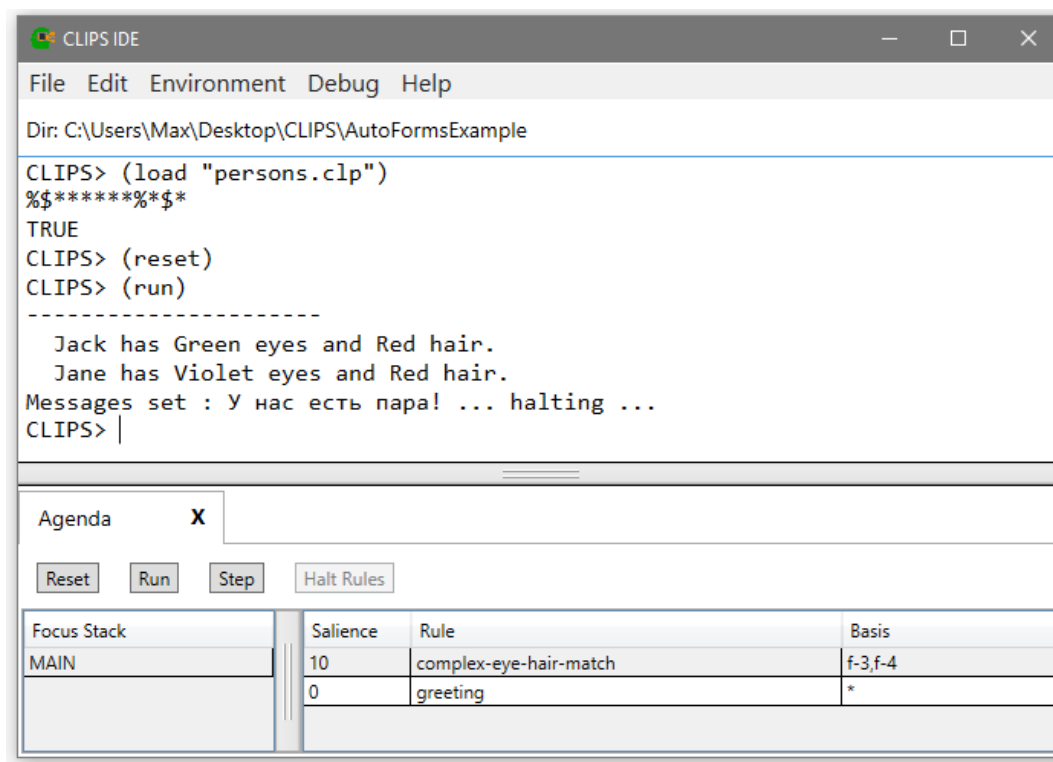 CLIPS IDE
File Edit Environment Debug Help
Dir: C:\Users\Max\Desktop\CLIPS\AutoFormsExample
CLIPS> (load "persons.clp")
%$******%*$*
TRUE
CLIPS> (reset)
CLIPS> (run)
----------------------
Jack has Green eyes and Red hair.
Jane has Violet eyes and Red hair.
Messages set : У нас есть пара! ... halting ...
CLIPS>
Agenda X
Reset Run Step Halt Rules
Focus Stack Salience Rule Basis
MAIN 10 complex-eye-hair-match f-3,f-4
0 greeting *